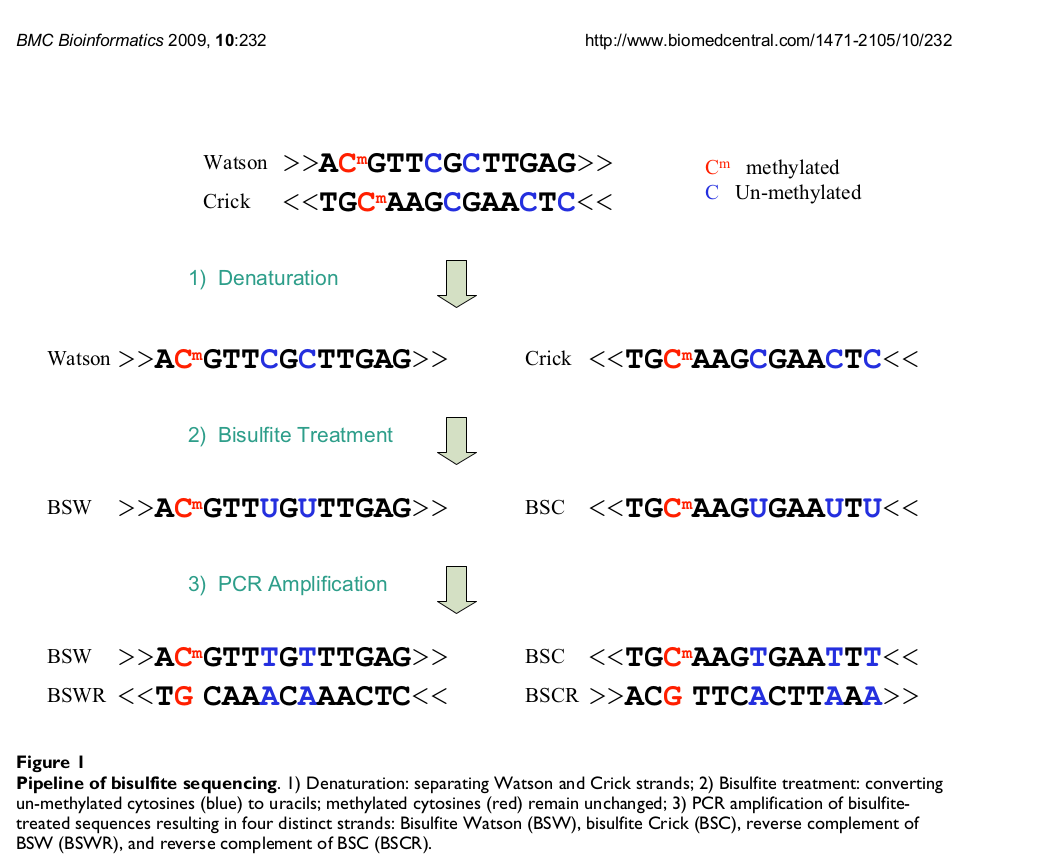 BMC Bioinformatics 2009, 10:232 http://www.biomedcentral.com/1471-2105/10/232
Watson >>ACᵐGTTCGCTTGAG>> Cᵐ methylated
Crick <<TGCᵐAAGCGAACTC<< C Un-methylated
1) Denaturation
Watson >>ACᵐGTTCGCTTGAG>> Crick <<TGCᵐAAGCGAACTC<<
2) Bisulfite Treatment
BSW >>ACᵐGTTUGUTTGAG>> BSC <<TGCᵐAAGUGAAUTU<<
3) PCR Amplification
BSW >>ACᵐGTTTGTTTGAG>> BSC <<TGCᵐAAGTGAATTT<<
BSWR <<TG CAAACAAACTC<< BSCR >>ACG TTCACTTAAA>>
Figure 1
Pipeline of bisulfite sequencing. 1) Denaturation: separating Watson and Crick strands; 2) Bisulfite treatment: converting
un-methylated cytosines (blue) to uracils; methylated cytosines (red) remain unchanged; 3) PCR amplification of bisulfite-
treated sequences resulting in four distinct strands: Bisulfite Watson (BSW), bisulfite Crick (BSC), reverse complement of
BSW (BSWR), and reverse complement of BSC (BSCR).